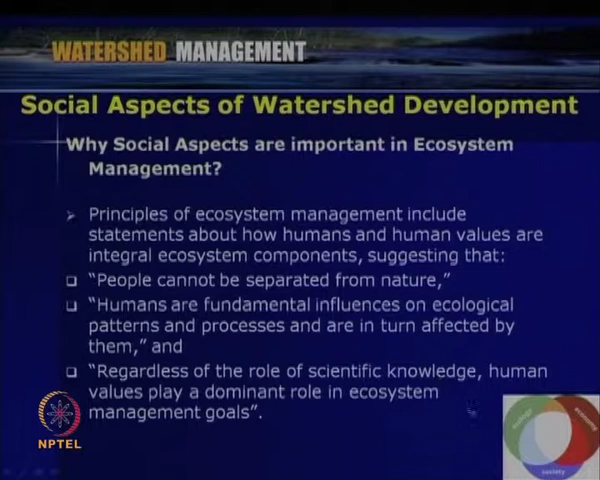 WATERSHED MANAGEMENT
Social Aspects of Watershed Development
Why Social Aspects are important in Ecosystem
Management?
Principles of ecosystem management include
statements about how humans and human values are
integral ecosystem components, suggesting that:
“People cannot be separated from nature,”
“Humans are fundamental influences on ecological
patterns and processes and are in turn affected by
them,” and
“Regardless of the role of scientific knowledge, human
values play a dominant role in ecosystem
management goals”.
NPTEL
ecology
economy
society